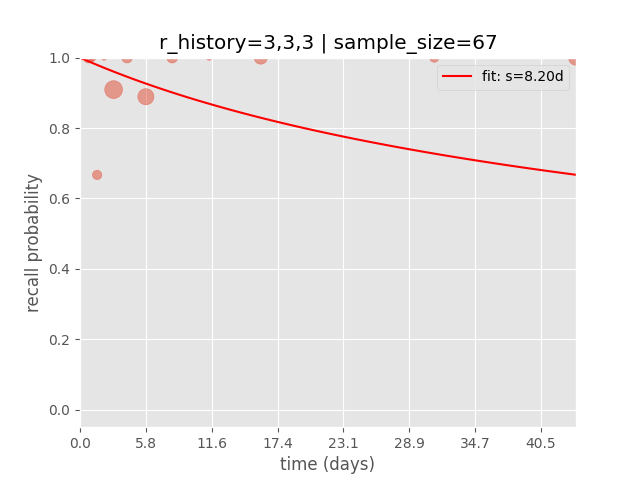 r_history=3,3,3 | sample_size=67
fit: s=8.20d
recall probability
1.0
0.8
0.6
0.4
0.2
0.0
0.0 5.8 11.6 17.4 23.1 28.9 34.7 40.5
time (days)